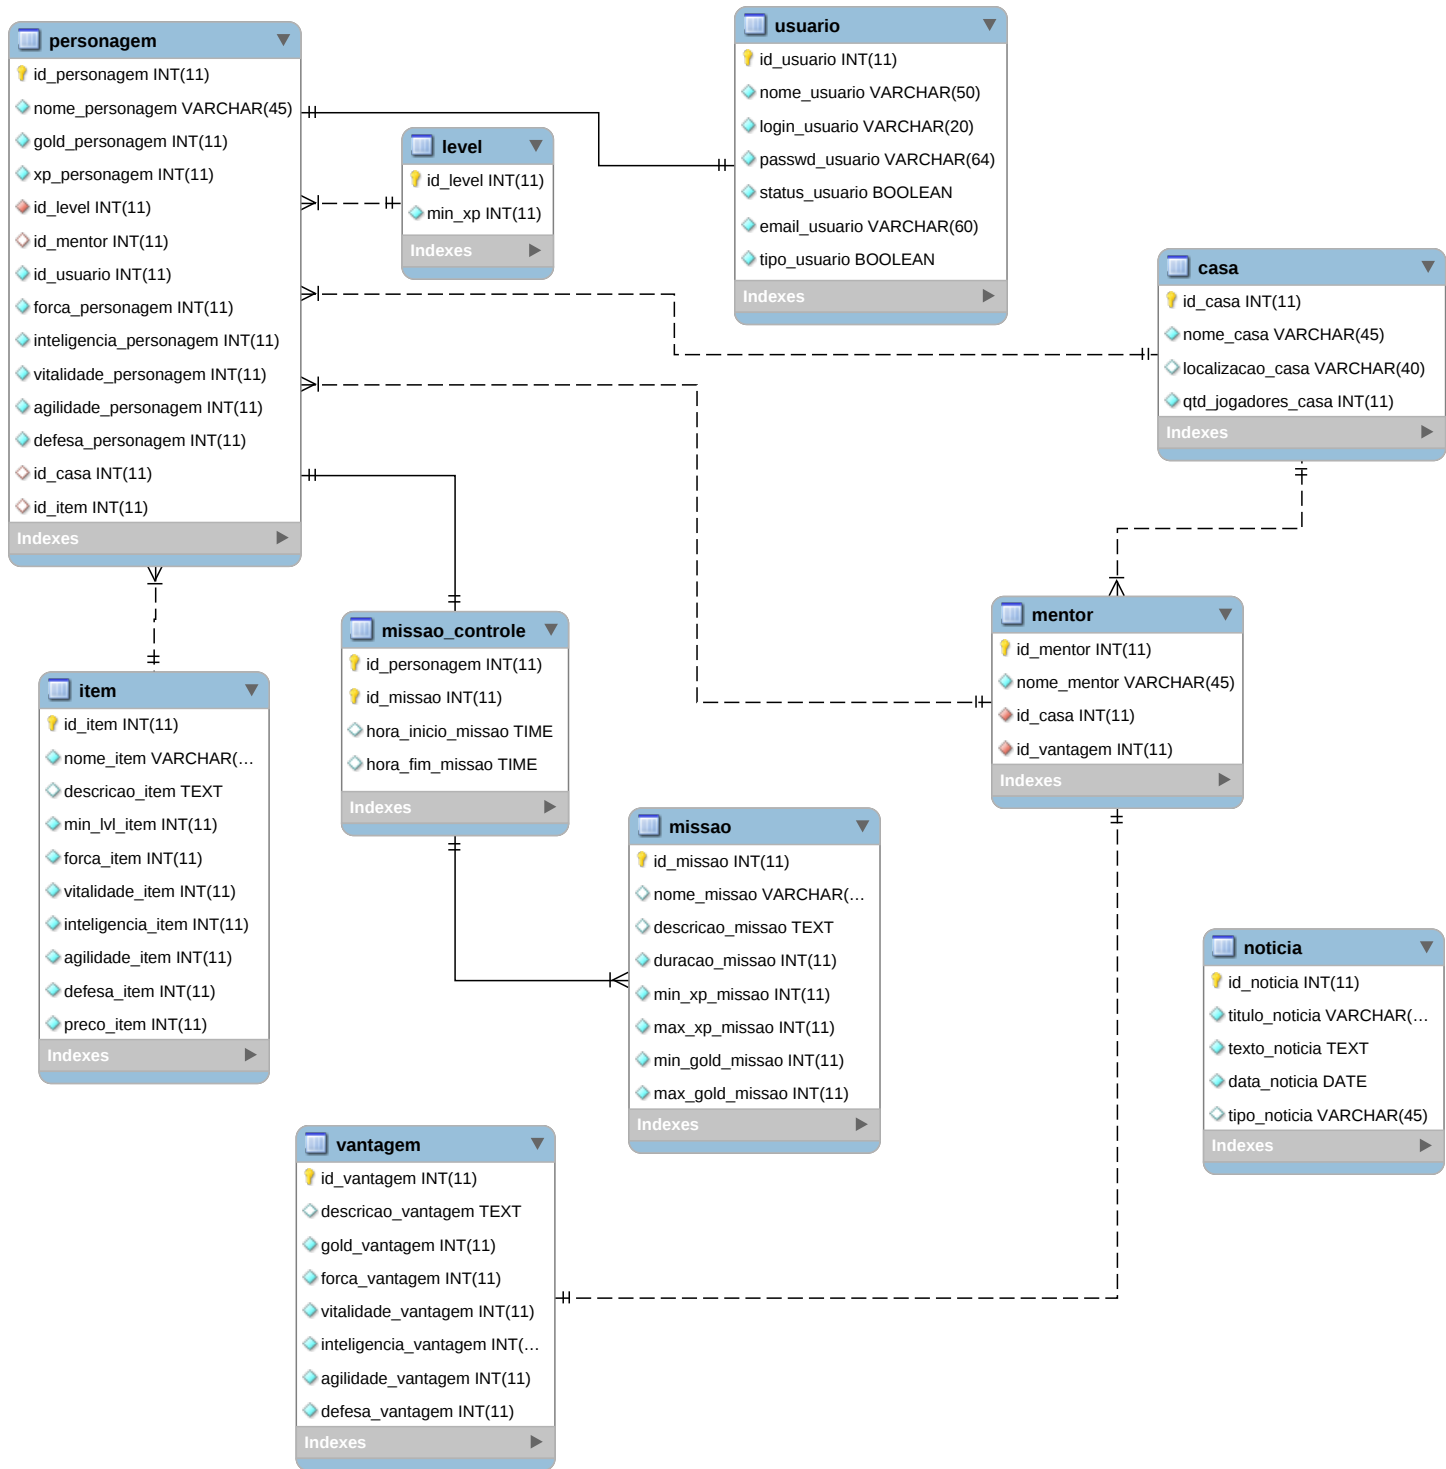 personagem
id_personagem INT(11)
nome_personagem VARCHAR(45)
gold_personagem INT(11)
xp_personagem INT(11)
id_level INT(11)
id_mentor INT(11)
id_usuario INT(11)
forca_personagem INT(11)
inteligencia_personagem INT(11)
vitalidade_personagem INT(11)
agilidade_personagem INT(11)
defesa_personagem INT(11)
id_casa INT(11)
id_item INT(11)
Indexes
level
id_level INT(11)
min_xp INT(11)
Indexes
usuario
id_usuario INT(11)
nome_usuario VARCHAR(50)
login_usuario VARCHAR(20)
passwd_usuario VARCHAR(64)
status_usuario BOOLEAN
email_usuario VARCHAR(60)
tipo_usuario BOOLEAN
Indexes
casa
id_casa INT(11)
nome_casa VARCHAR(45)
localizacao_casa VARCHAR(40)
qtd_jogadores_casa INT(11)
Indexes
missao_controle
id_personagem INT(11)
id_missao INT(11)
hora_inicio_missao TIME
hora_fim_missao TIME
Indexes
mentor
id_mentor INT(11)
nome_mentor VARCHAR(45)
id_casa INT(11)
id_vantagem INT(11)
Indexes
item
id_item INT(11)
nome_item VARCHAR(...
descricao_item TEXT
min_lvl_item INT(11)
forca_item INT(11)
vitalidade_item INT(11)
inteligencia_item INT(11)
agilidade_item INT(11)
defesa_item INT(11)
preco_item INT(11)
Indexes
missao
id_missao INT(11)
nome_missao VARCHAR(...
descricao_missao TEXT
duracao_missao INT(11)
min_xp_missao INT(11)
max_xp_missao INT(11)
min_gold_missao INT(11)
max_gold_missao INT(11)
Indexes
noticia
id_noticia INT(11)
titulo_noticia VARCHAR(...
texto_noticia TEXT
data_noticia DATE
tipo_noticia VARCHAR(45)
Indexes
vantagem
id_vantagem INT(11)
descricao_vantagem TEXT
gold_vantagem INT(11)
forca_vantagem INT(11)
vitalidade_vantagem INT(11)
inteligencia_vantagem INT(...
agilidade_vantagem INT(11)
defesa_vantagem INT(11)
Indexes